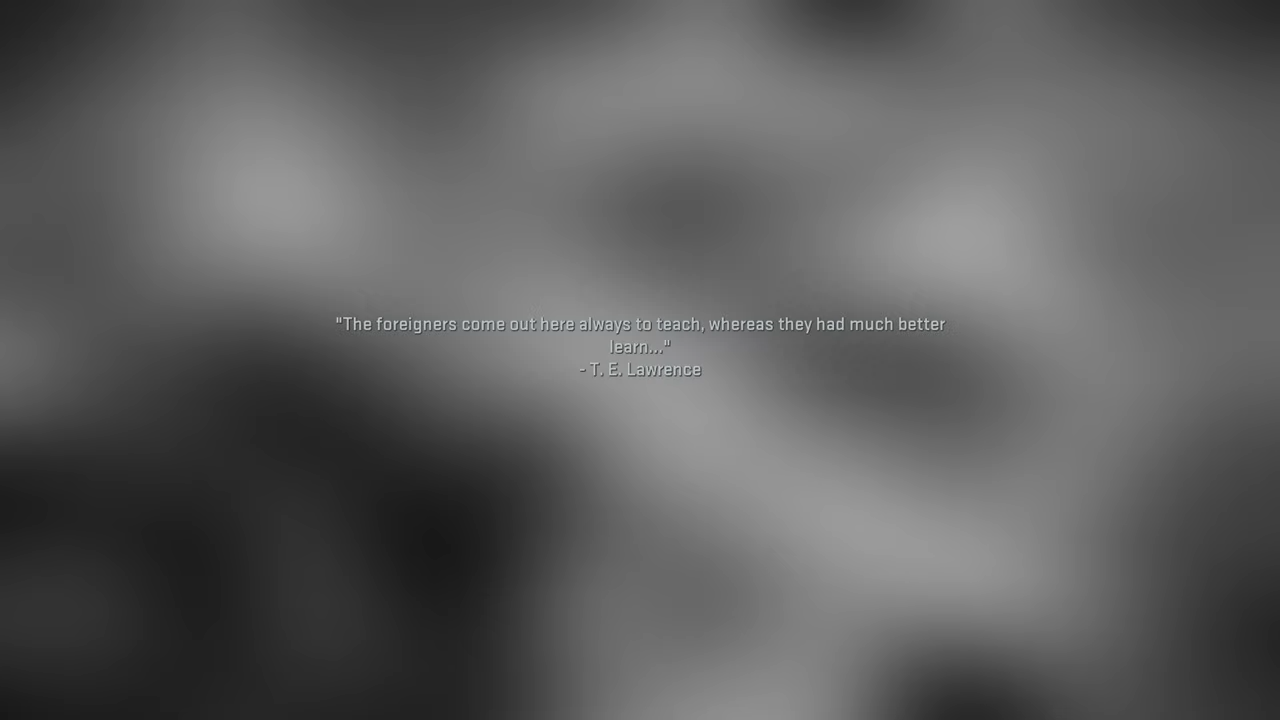 "The foreigners come out here always to teach, whereas they had much better
learn..."
- T. E. Lawrence